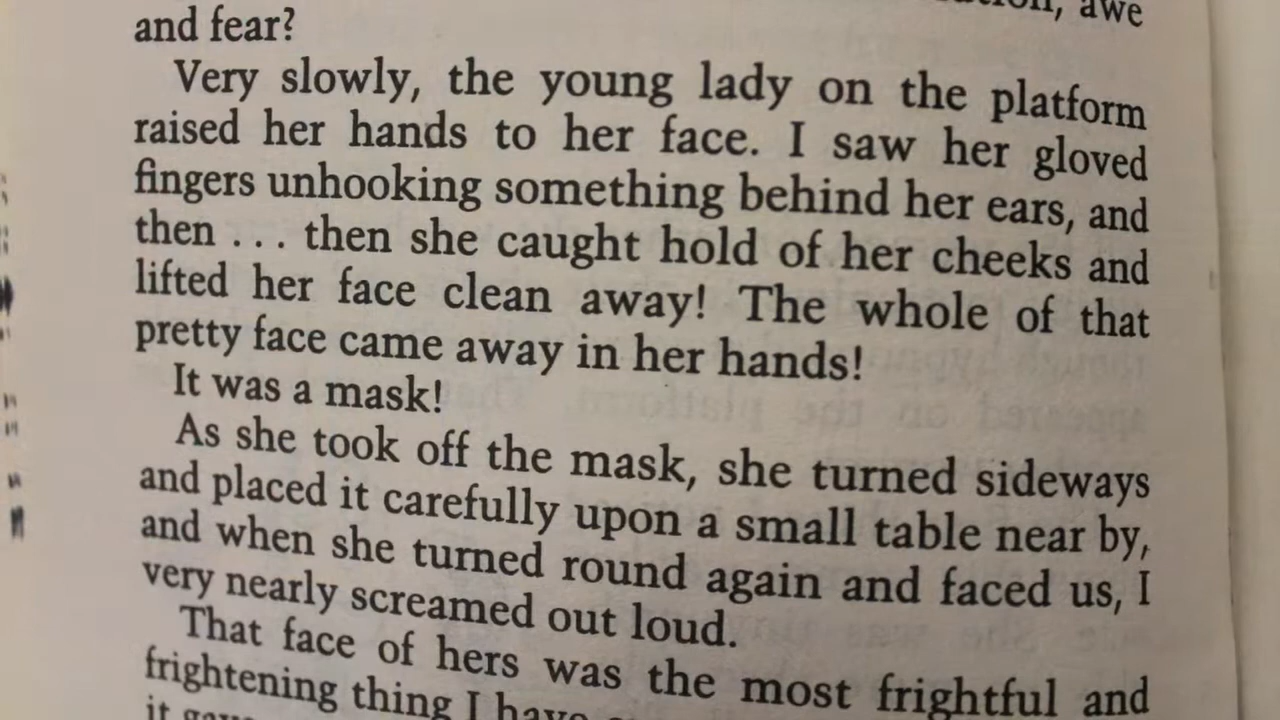 awe
and fear?
Very slowly, the young lady on the platform
raised her hands to her face. I saw her gloved
fingers unhooking something behind her ears, and
then . . . then she caught hold of her cheeks and
lifted her face clean away! The whole of that
pretty face came away in her hands!
It was a mask!
As she took off the mask, she turned sideways
and placed it carefully upon a small table near by,
and when she turned round again and faced us, I
very nearly screamed out loud.
That face of hers was the most frightful and
frightening thing I have
it